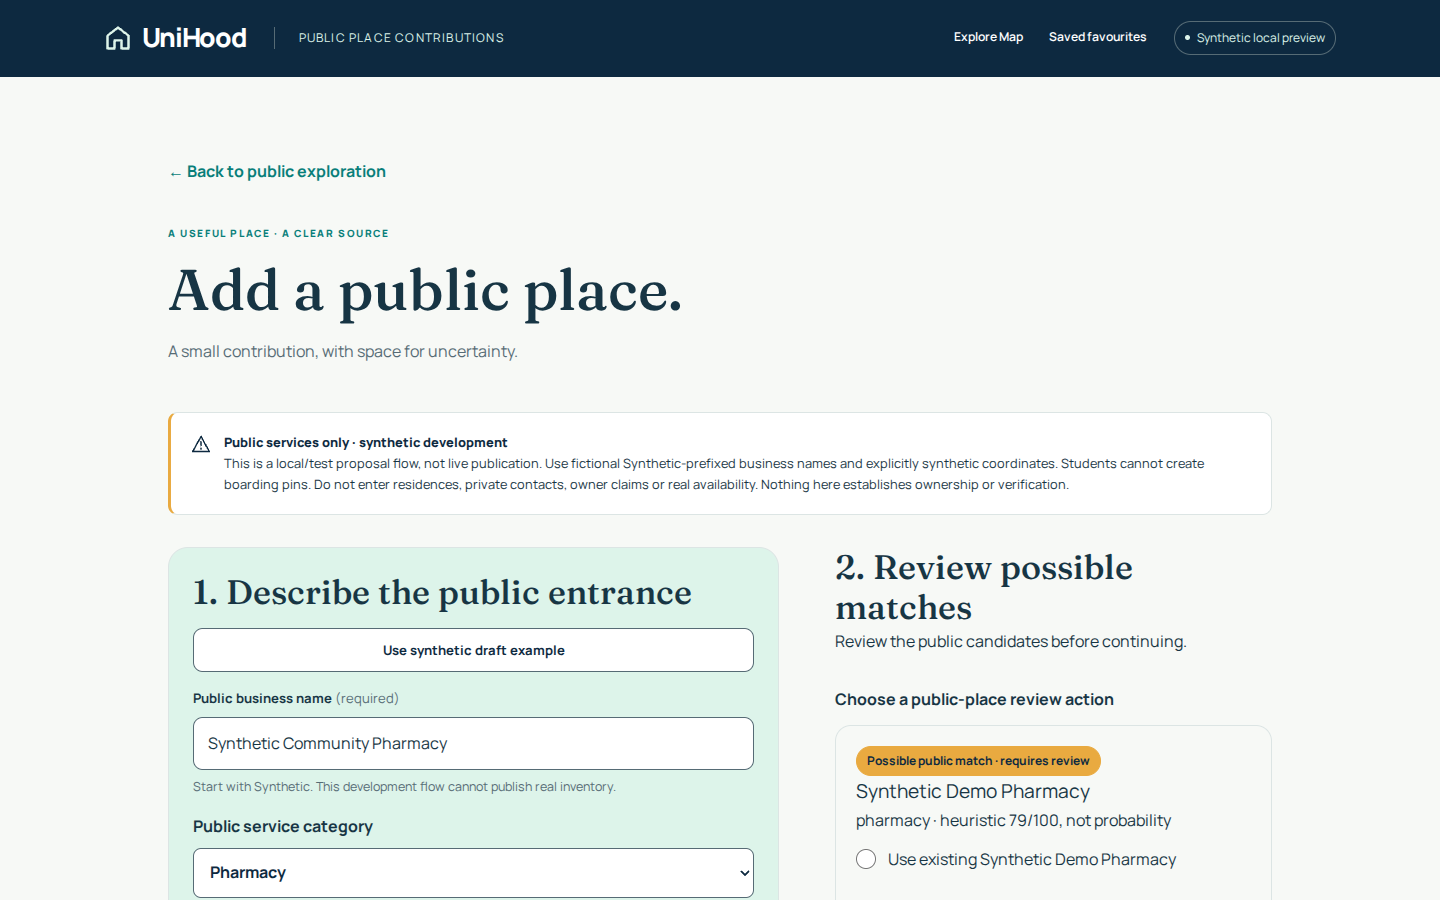 UniHood
PUBLIC PLACE CONTRIBUTIONS
Explore Map
Saved favourites
Synthetic local preview
← Back to public exploration
A USEFUL PLACE · A CLEAR SOURCE
Add a public place.
A small contribution, with space for uncertainty.
Public services only · synthetic development
This is a local/test proposal flow, not live publication. Use fictional Synthetic-prefixed business names and explicitly synthetic coordinates. Students cannot create
boarding pins. Do not enter residences, private contacts, owner claims or real availability. Nothing here establishes ownership or verification.
1. Describe the public entrance
Use synthetic draft example
Public business name (required)
Synthetic Community Pharmacy
Start with Synthetic. This development flow cannot publish real inventory.
Public service category
Pharmacy
2. Review possible
matches
Review the public candidates before continuing.
Choose a public-place review action
Possible public match · requires review
Synthetic Demo Pharmacy
pharmacy · heuristic 79/100, not probability
Use existing Synthetic Demo Pharmacy